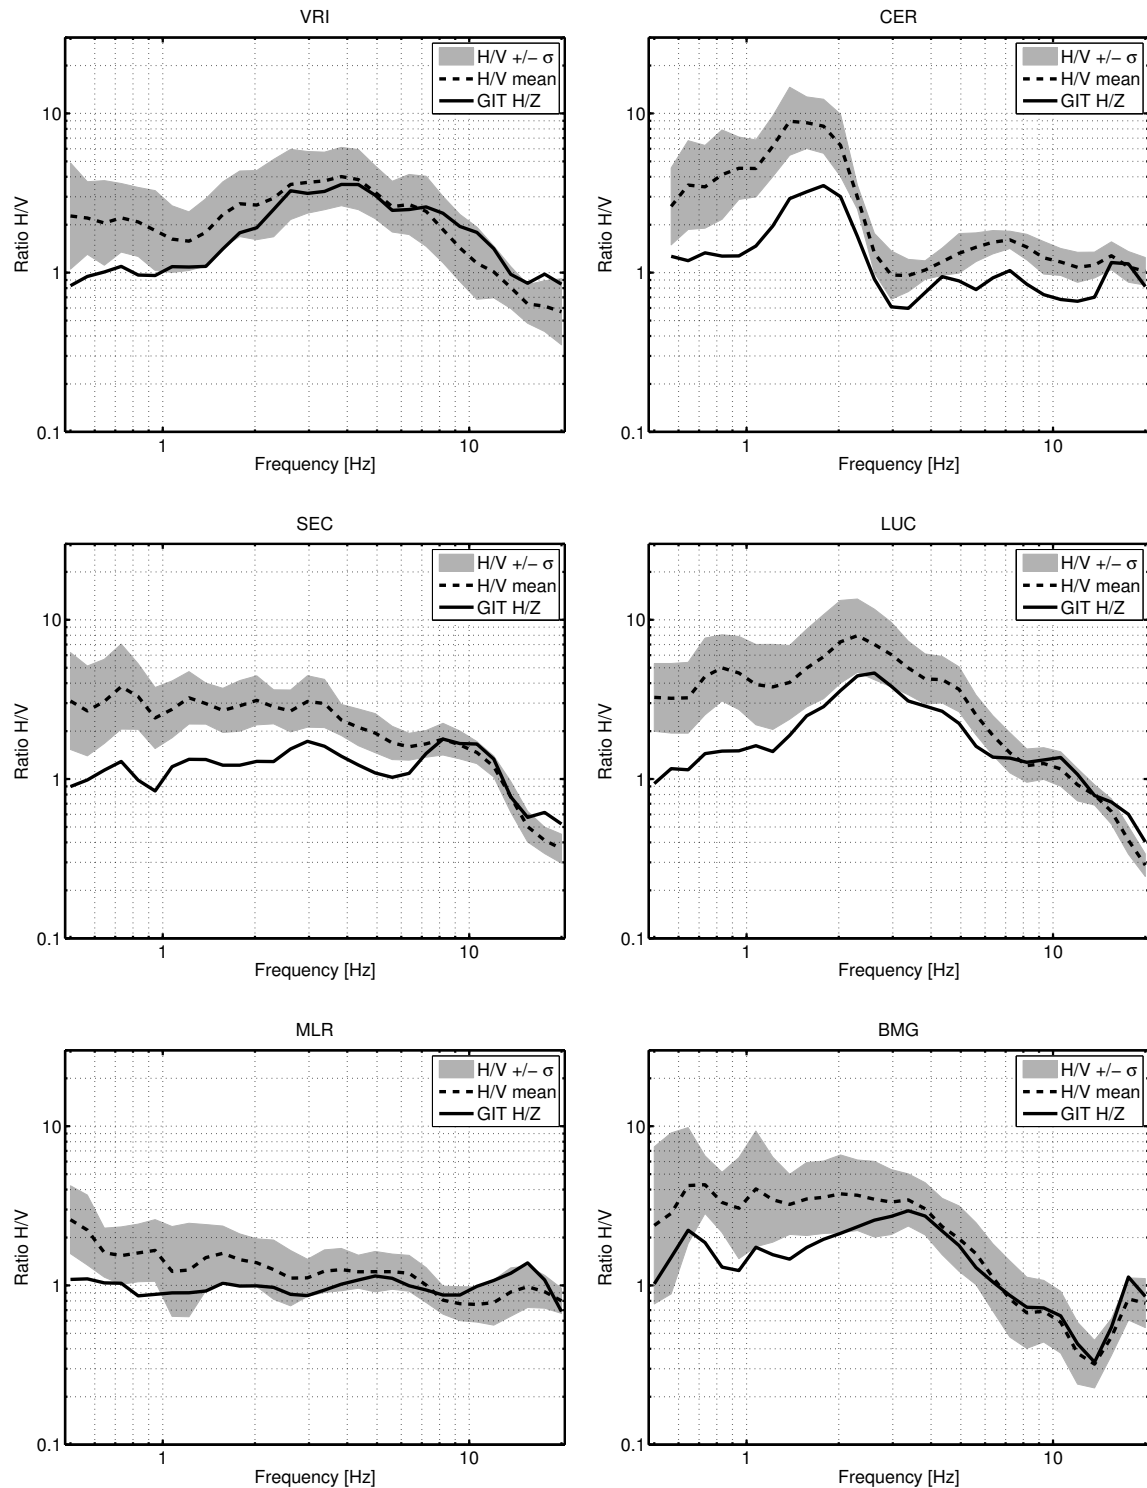 VRI
H/V +/− σ
H/V mean
GIT H/Z
10
1
0.1
Ratio H/V
1
10
Frequency [Hz]
CER
H/V +/− σ
H/V mean
GIT H/Z
10
1
0.1
Ratio H/V
1
10
Frequency [Hz]
SEC
H/V +/− σ
H/V mean
GIT H/Z
10
1
0.1
Ratio H/V
1
10
Frequency [Hz]
LUC
H/V +/− σ
H/V mean
GIT H/Z
10
1
0.1
Ratio H/V
1
10
Frequency [Hz]
MLR
H/V +/− σ
H/V mean
GIT H/Z
10
1
0.1
Ratio H/V
1
10
Frequency [Hz]
BMG
H/V +/− σ
H/V mean
GIT H/Z
10
1
0.1
Ratio H/V
1
10
Frequency [Hz]